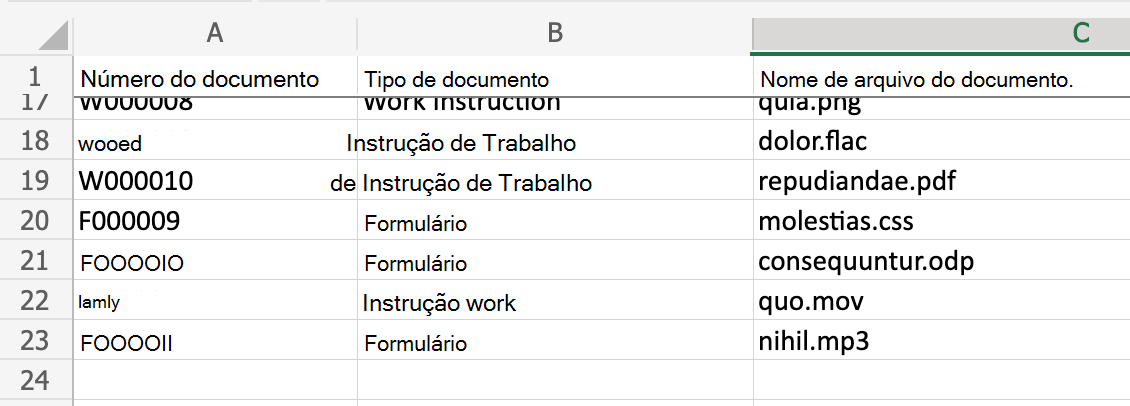 A B C
1 Número do documento Tipo de documento Nome de arquivo do documento.
17 W000008 Work Instruction quia.png
18 wooed Instrução de Trabalho dolor.flac
19 W000010 de Instrução de Trabalho repudiandae.pdf
20 F000009 Formulário molestias.css
21 FOOOOIO Formulário consequuntur.odp
22 lamly Instrução work quo.mov
23 FOOOOII Formulário nihil.mp3
24